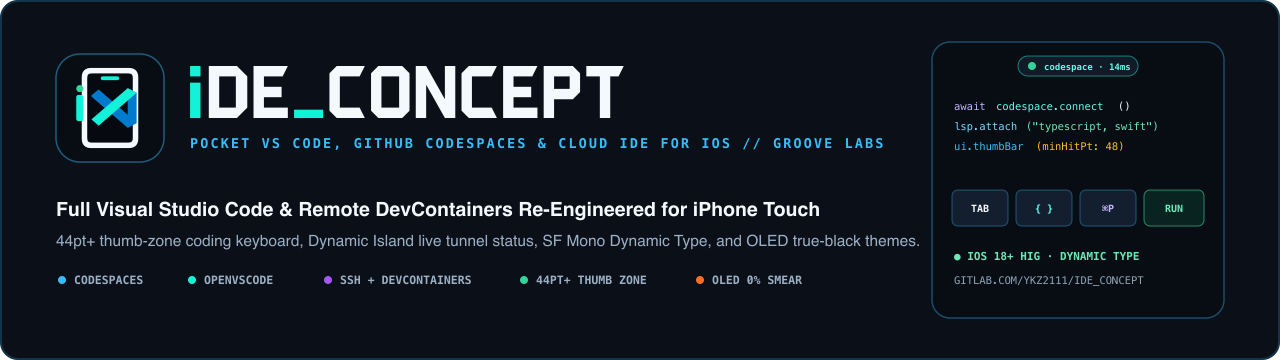 iDE_CONCEPT
POCKET VS CODE, GITHUB CODESPACES & CLOUD IDE FOR IOS // GROOVE LABS
Full Visual Studio Code & Remote DevContainers Re-Engineered for iPhone Touch
44pt+ thumb-zone coding keyboard, Dynamic Island live tunnel status, SF Mono Dynamic Type, and OLED true-black themes.
CODESPACES OPENVSCODE SSH + DEVCONTAINERS 44PT+ THUMB ZONE OLED 0% SMEAR
codespace · 14ms
await codespace.connect ()
lsp.attach ("typescript, swift")
ui.thumbBar (minHitPt: 48)
TAB { } ⌘P RUN
● IOS 18+ HIG · DYNAMIC TYPE
GITLAB.COM/YKZ2111/IDE_CONCEPT